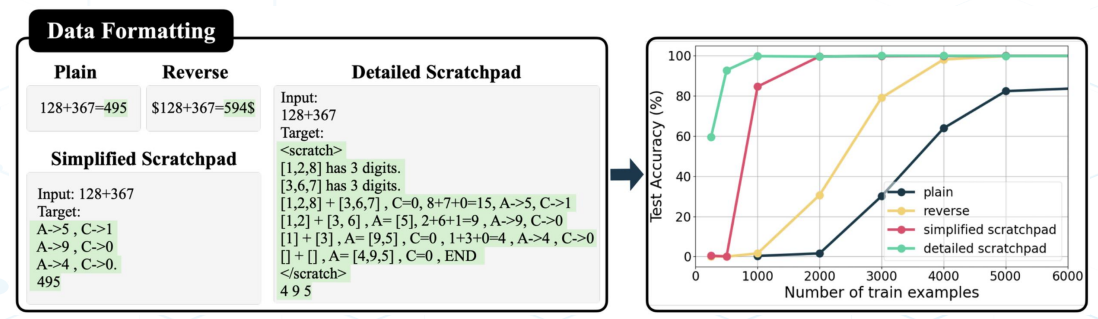 Data Formatting
Plain
128+367=495
Reverse
$128+367=594$
Simplified Scratchpad
Input: 128+367
Target:
A->5 , C->1
A->9 , C->0
A->4 , C->0.
495
Detailed Scratchpad
Input:
128+367
Target:
<scratch>
[1,2,8] has 3 digits.
[3,6,7] has 3 digits.
[1,2,8] + [3,6,7] , C=0, 8+7+0=15, A->5, C->1
[1,2] + [3, 6] , A= [5], 2+6+1=9 , A->9, C->0
[1] + [3] , A= [9,5] , C=0 , 1+3+0=4 , A->4 , C->0
[] + [] , A= [4,9,5] , C=0 , END
</scratch>
4 9 5
Test Accuracy (%)
100
80
60
40
20
0
0 1000 2000 3000 4000 5000 6000
Number of train examples
plain
reverse
simplified scratchpad
detailed scratchpad